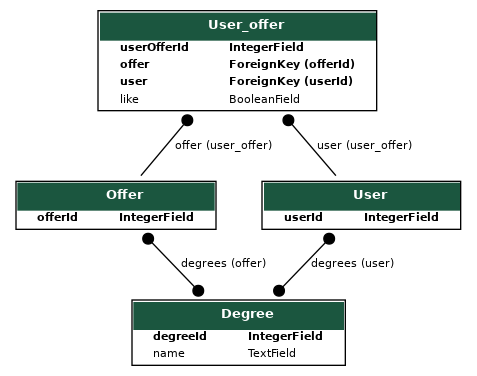 User_offer
userOfferId IntegerField
offer ForeignKey (offerId)
user ForeignKey (userId)
like BooleanField
offer (user_offer) user (user_offer)
Offer User
offerId IntegerField userId IntegerField
degrees (offer) degrees (user)
Degree
degreeId IntegerField
name TextField